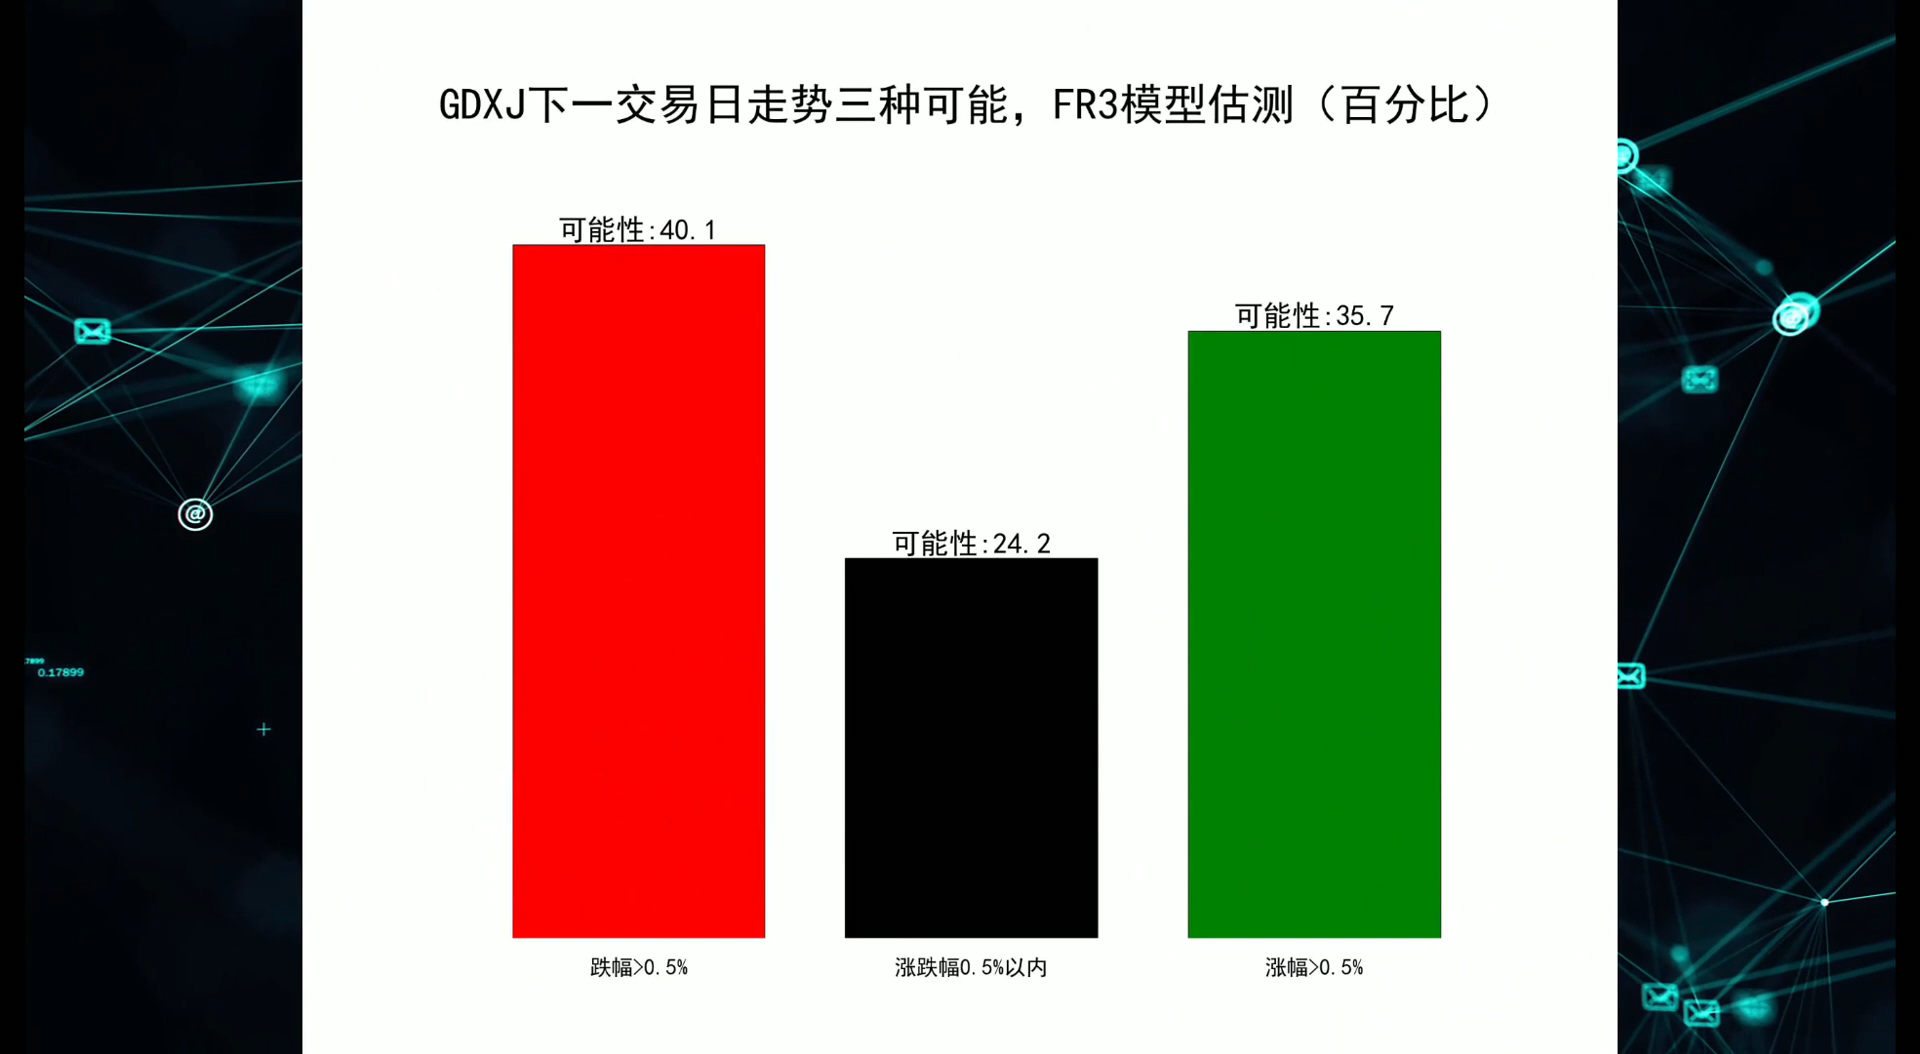 GDXJ下一交易日走势三种可能，FR3模型估测（百分比）
可能性:40.1
可能性:35.7
可能性:24.2
跌幅>0.5%
涨跌幅0.5%以内
涨幅>0.5%
.7899
0.17899